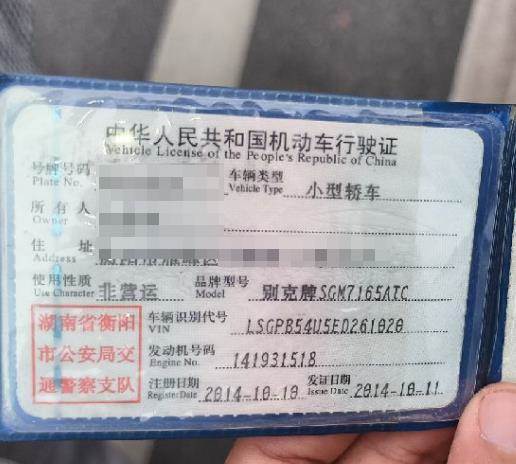 中华人民共和国机动车行驶证
Vehicle License of the People's Republic of China
号牌号码 Plate No. 车辆类型 Vehicle Type 小型轿车
所有人 Owner
住址 Address
使用性质 Use Character 非营运 品牌型号 Model 别克牌SGM7165ATC
车辆识别代号 VIN LSGPB54U5ED261020
发动机号码 Engine No. 141931518
注册日期 Register Date 2014-10-10 发证日期 Issue Date 2014-10-11
湖南省衡阳
市公安局交
通警察支队